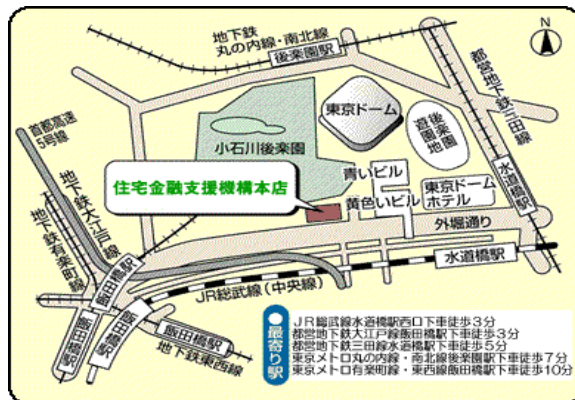 N
地下鉄
丸の内線・南北線
後楽園駅
都営地下鉄三田線
首都高速
5号線
東京ドーム
後楽園
遊園地
小石川後楽園
地下鉄大江戸線
地下鉄有楽町線
青いビル
住宅金融支援機構本店
黄色いビル
東京ドーム
ホテル
水道橋駅
外堀通り
水道橋駅
飯田橋駅
JR総武線(中央線)
飯田橋駅
飯田橋駅
飯田橋駅
地下鉄東西線
●最寄り駅
JR総武線水道橋駅西口下車徒歩3分
都営地下鉄大江戸線飯田橋駅下車徒歩3分
都営地下鉄三田線水道橋駅下車徒歩5分
東京メトロ丸の内線・南北線後楽園駅下車徒歩7分
東京メトロ有楽町線・東西線飯田橋駅下車徒歩10分